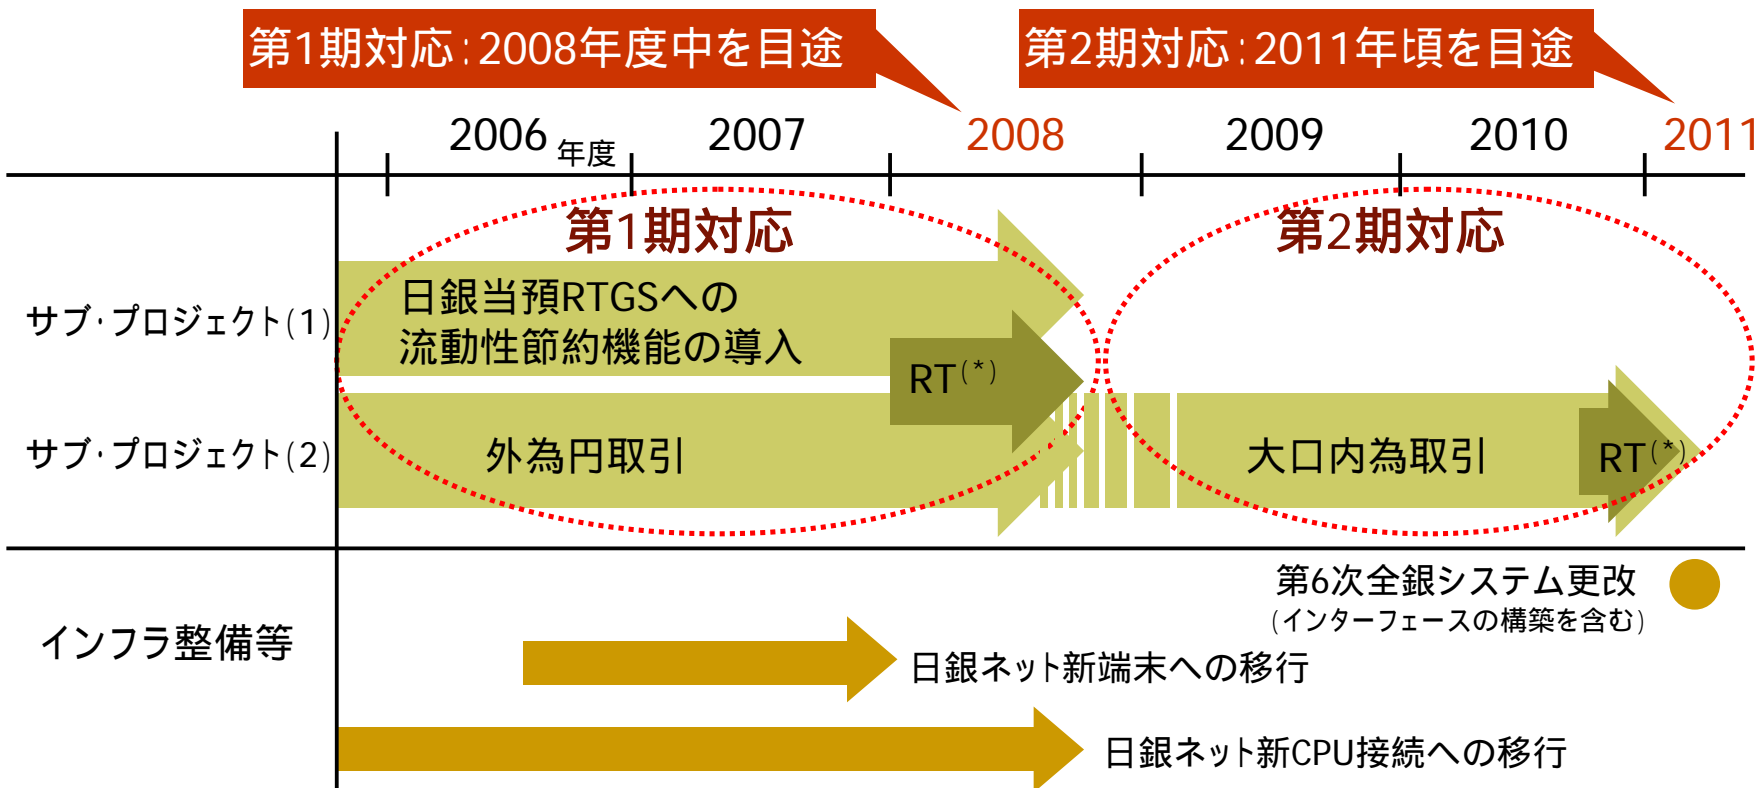 第1期対応:2008年度中を目途
第2期対応:2011年頃を目途
2006 年度 2007 2008 2009 2010 2011
第1期対応
第2期対応
サブ・プロジェクト(1)
日銀当預RTGSへの
流動性節約機能の導入
RT(*)
サブ・プロジェクト(2)
外為円取引
大口内為取引
RT(*)
インフラ整備等
第6次全銀システム更改
(インターフェースの構築を含む)
日銀ネット新端末への移行
日銀ネット新CPU接続への移行